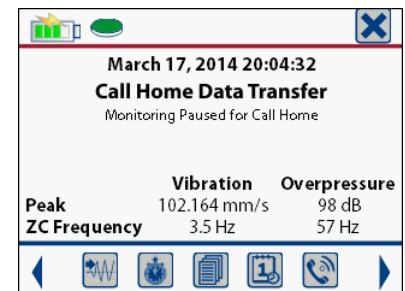 March 17, 2014 20:04:32
Call Home Data Transfer
Monitoring Paused for Call Home
Vibration Overpressure
Peak 102.164 mm/s 98 dB
ZC Frequency 3.5 Hz 57 Hz
1